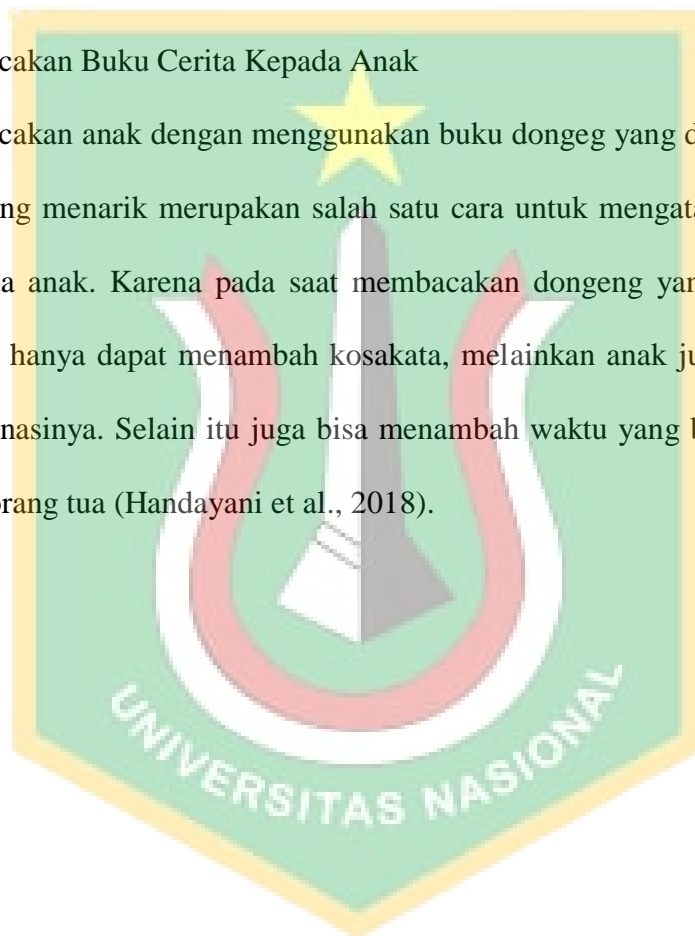 cakan Buku Cerita Kepada Anak
cakan anak dengan menggunakan buku dongeg yang d
ng menarik merupakan salah satu cara untuk mengata
a anak. Karena pada saat membacakan dongeng yan
hanya dapat menambah kosakata, melainkan anak ju
nasinya. Selain itu juga bisa menambah waktu yang b
orang tua (Handayani et al., 2018).
UNIVERSITAS NASIONAL